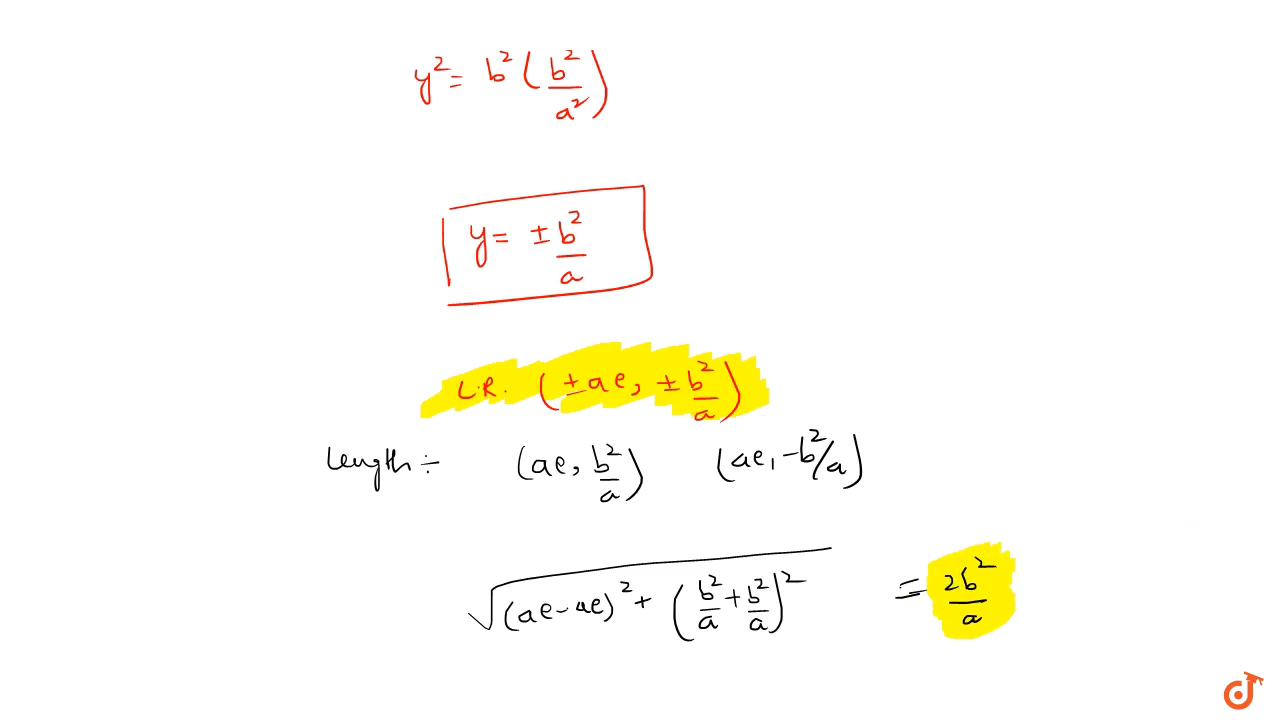 y² = b² (b²/a²)
y = ± b²/a
L.R. (±ae, ± b²/a)
Length ÷ (ae, b²/a) (ae, -b²/a)
√((ae - ae)² + (b²/a + b²/a)²) = 2b²/a